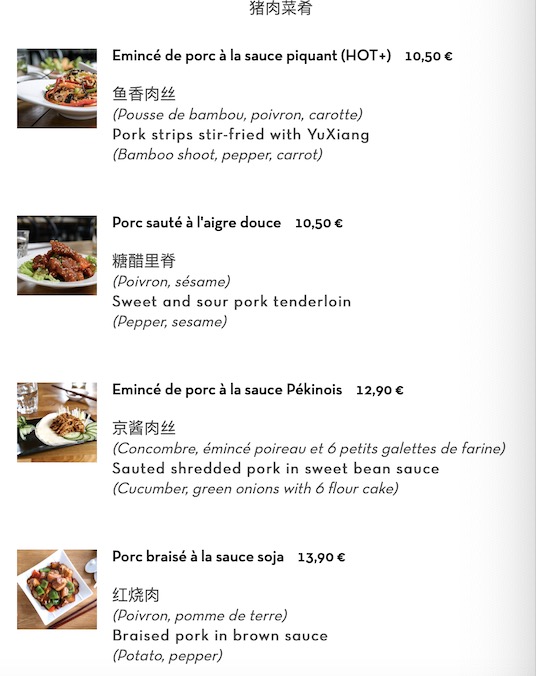 猪肉菜肴
Emincé de porc à la sauce piquant (HOT+) 10,50 €
鱼香肉丝
(Pousse de bambou, poivron, carotte)
Pork strips stir-fried with YuXiang
(Bamboo shoot, pepper, carrot)
Porc sauté à l'aigre douce 10,50 €
糖醋里脊
(Poivron, sésame)
Sweet and sour pork tenderloin
(Pepper, sesame)
Emincé de porc à la sauce Pékinois 12,90 €
京酱肉丝
(Concombre, émincé poireau et 6 petits galettes de farine)
Sauted shredded pork in sweet bean sauce
(Cucumber, green onions with 6 flour cake)
Porc braisé à la sauce soja 13,90 €
红烧肉
(Poivron, pomme de terre)
Braised pork in brown sauce
(Potato, pepper)